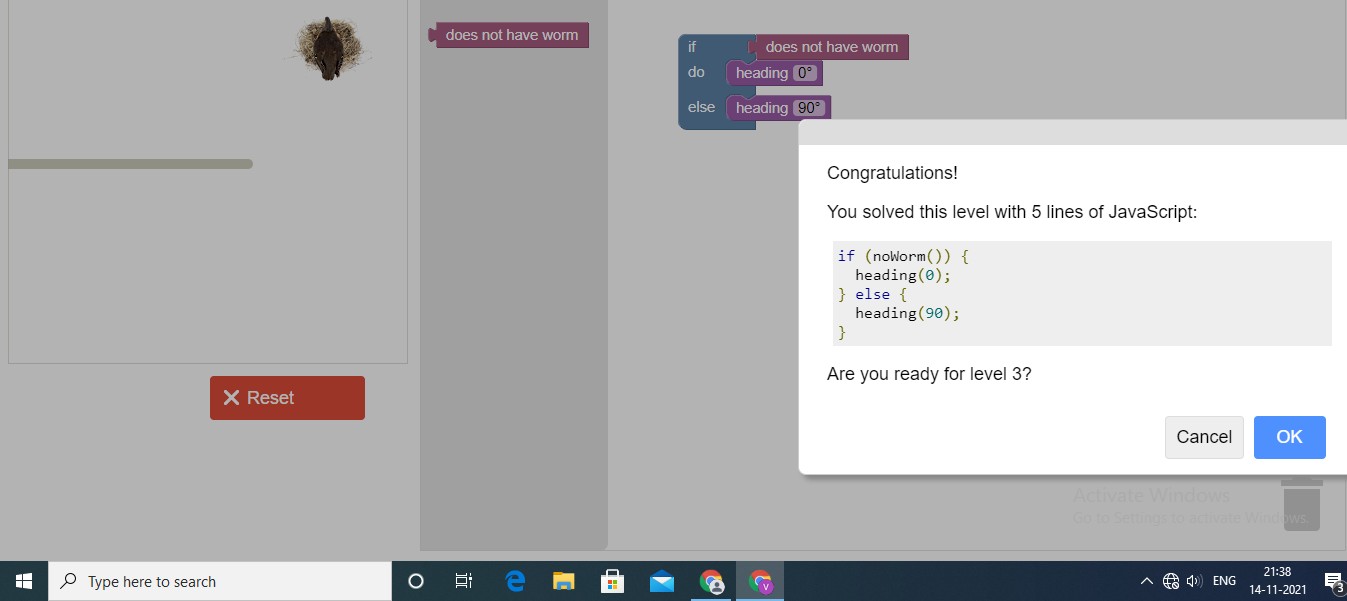 does not have worm
if does not have worm
do heading 0°
else heading 90°
Congratulations!
You solved this level with 5 lines of JavaScript:
if (noWorm()) {
  heading(0);
} else {
  heading(90);
}
Are you ready for level 3?
Reset
Cancel OK
Activate Windows
Go to Settings to activate Windows.
Type here to search
ENG
21:38
14-11-2021
3